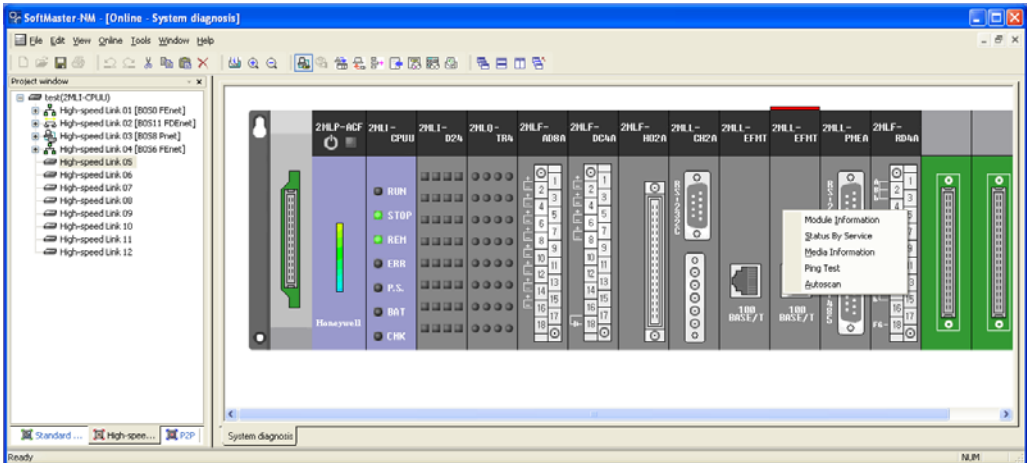 SoftMaster-NM - [Online - System diagnosis]
File Edit View Online Tools Window Help
Project window
test(2MLI-CPUU)
High-speed Link 01 [B0S0 FEnet]
High-speed Link 02 [B0S11 FDEnet]
High-speed Link 03 [B0S8 Pnet]
High-speed Link 04 [B0S6 FEnet]
High-speed Link 05
High-speed Link 06
High-speed Link 07
High-speed Link 08
High-speed Link 09
High-speed Link 10
High-speed Link 11
High-speed Link 12
Standard ... High-spee... P2P
2MLP-ACF 2MLI- 2MLI- 2MLQ- 2MLF- 2MLF- 2MLF- 2MLL- 2MLL- 2MLL- 2MLL- 2MLF-
CPUU D24 TR4 AD8A DC4A HO2A CH2A EFMT EFMT PMEA RD4A
RUN
STOP
REM
ERR
P.S.
BAT
CHK
Honeywell
RS-232C
100
BASE/T
100
BASE/T
Module Information
Status By Service
Media Information
Ping Test
Autoscan
System diagnosis
Ready
NUM